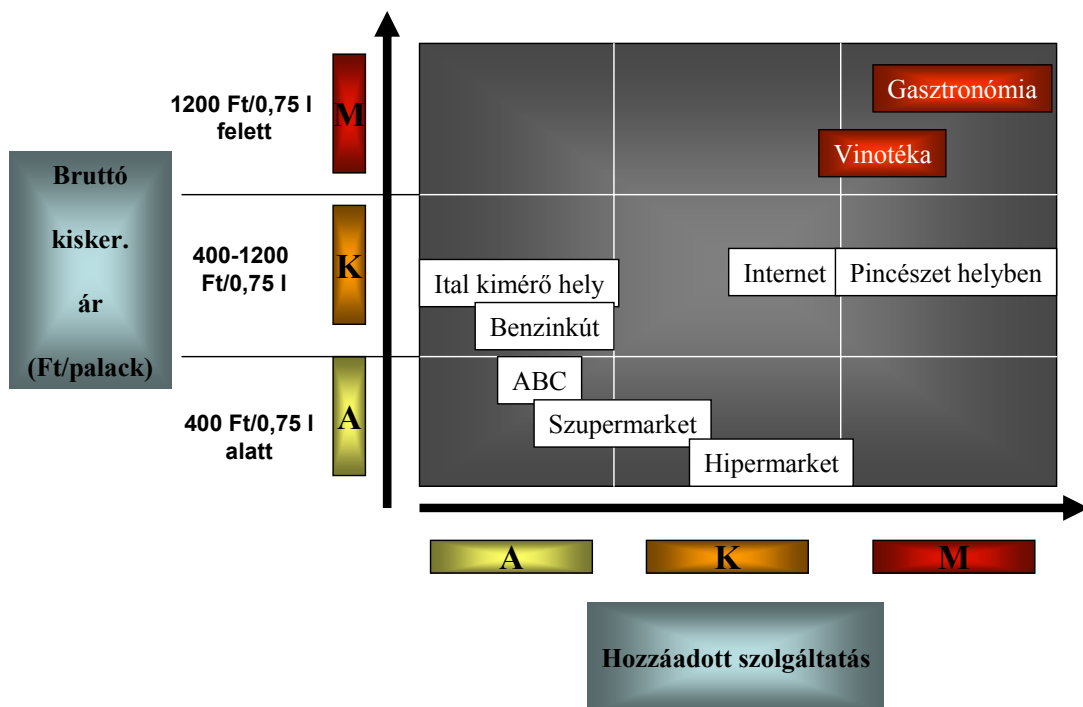 1200 Ft/0,75 l
felett
M
Gasztronómia
Vinotéka
Bruttó
kisker.
ár
(Ft/palack)
400-1200
Ft/0,75 l
K
Ital kimérő hely
Internet
Pincészet helyben
Benzinkút
400 Ft/0,75 l
alatt
A
ABC
Szupermarket
Hipermarket
A
K
M
Hozzáadott szolgáltatás